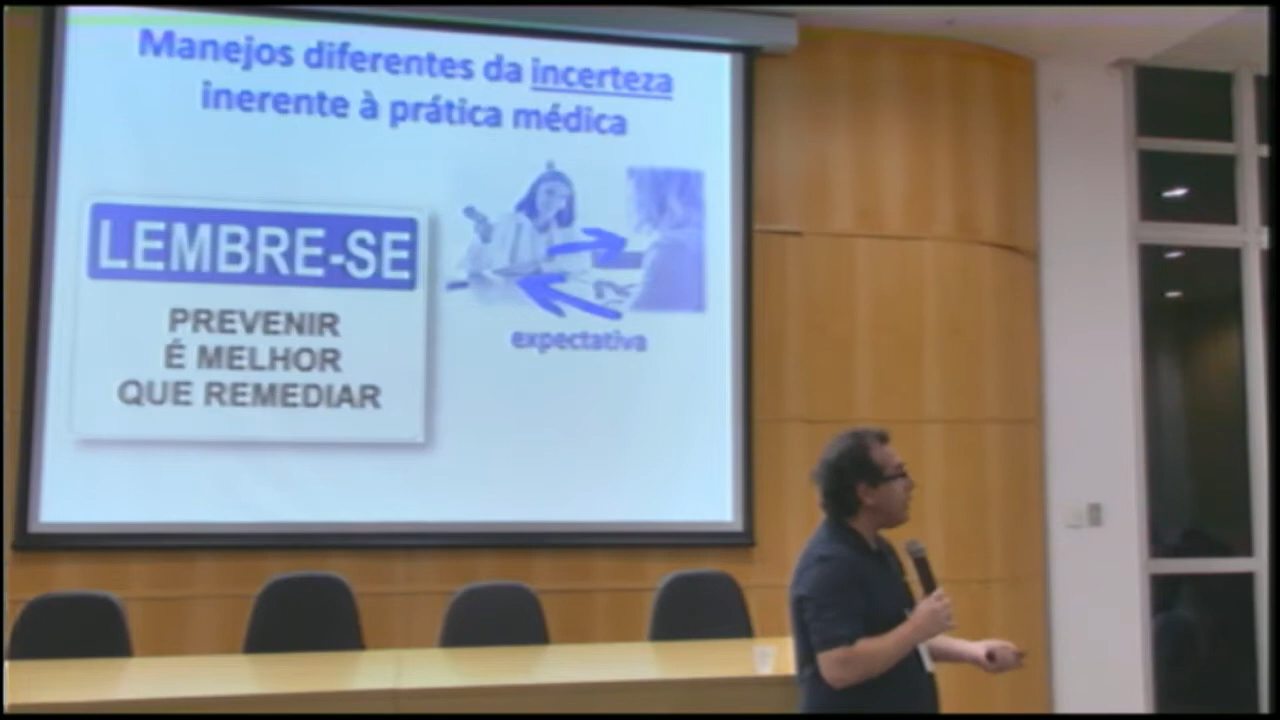 Manejos diferentes da incerteza
inerente à prática médica
LEMBRE-SE
PREVENIR
É MELHOR
QUE REMEDIAR
expectativa